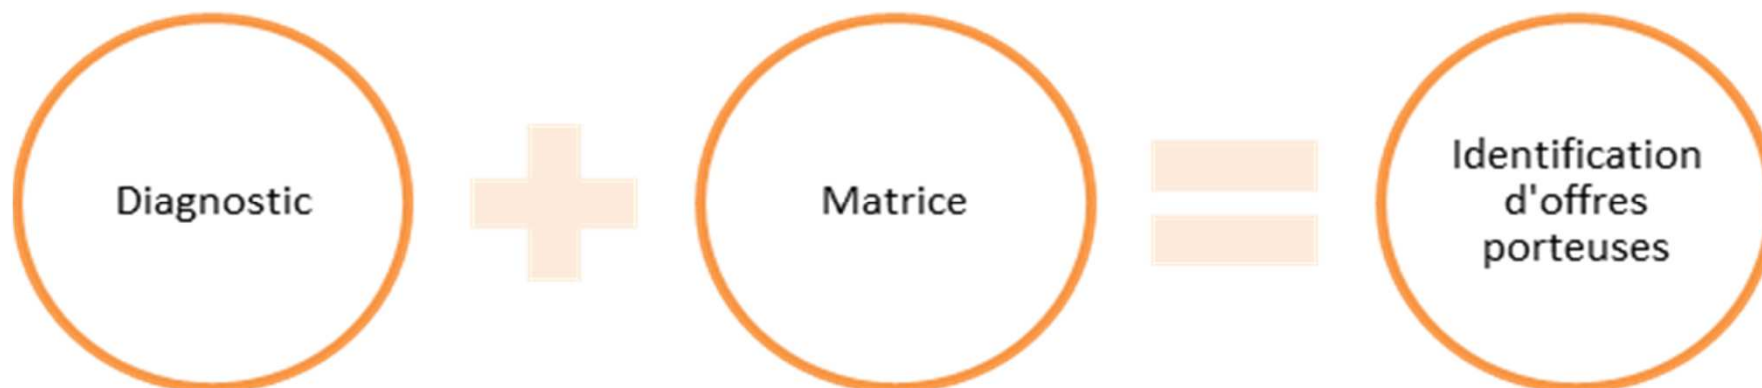 Diagnostic
Matrice
Identification
d'offres
porteuses